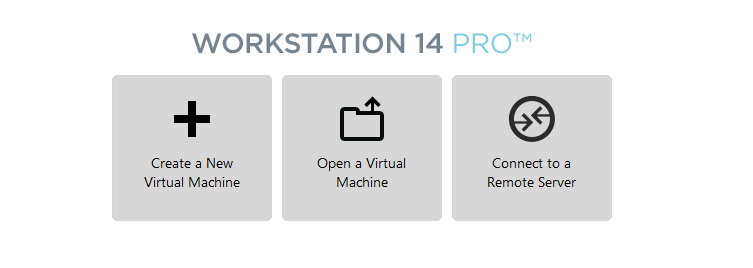 WORKSTATION 14 PRO™
Create a New
Virtual Machine
Open a Virtual
Machine
Connect to a
Remote Server